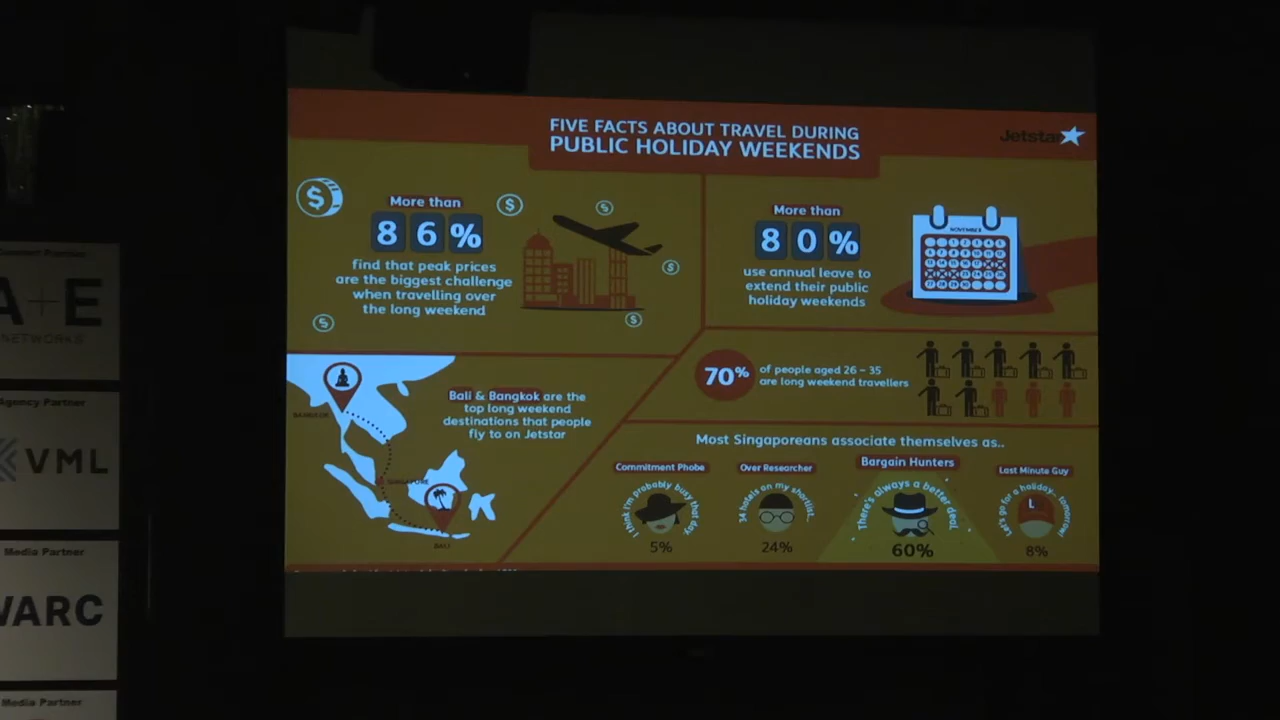 FIVE FACTS ABOUT TRAVEL DURING
PUBLIC HOLIDAY WEEKENDS
Jetstar
More than
86%
find that peak prices
are the biggest challenge
when travelling over
the long weekend
More than
80%
use annual leave to
extend their public
holiday weekends
NOVEMBER
70%
of people aged 26 – 35
are long weekend travellers
Bali & Bangkok are the
top long weekend
destinations that people
fly to on Jetstar
BANGKOK
SINGAPORE
BALI
Most Singaporeans associate themselves as..
Commitment Phobe
I think I'm probably busy that day.
5%
Over Researcher
34 hotels on my shortlist..
24%
Bargain Hunters
There's always a better deal.
60%
Last Minute Guy
Let's go for a holiday.. tomorrow!
L
8%
A+E
NETWORKS
Agency Partner
VML
Media Partner
WARC
Media Partner